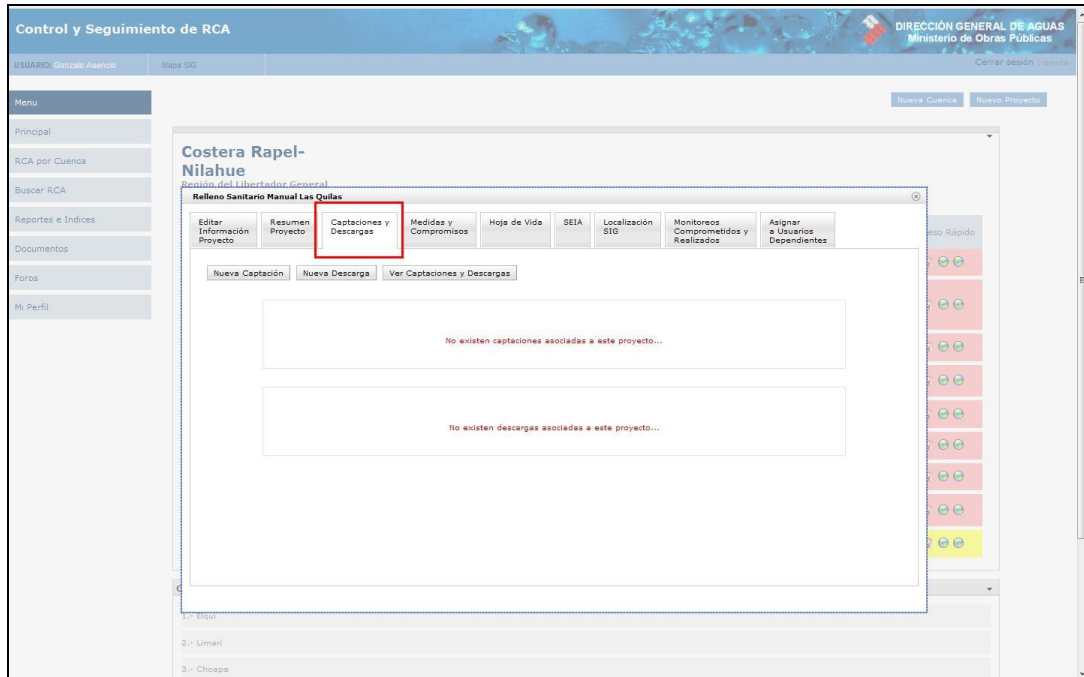 Control y Seguimiento de RCA
DIRECCIÓN GENERAL DE AGUAS
Ministerio de Obras Públicas
USUARIO: Gonzalo Asencio
Mapa SIG
Cerrar sesión | ayuda
Menu
Nueva Cuenca
Nuevo Proyecto
Principal
RCA por Cuenca
Buscar RCA
Reportes e Indices
Documentos
Foros
Mi Perfil
Costera Rapel-
Nilahue
Región del Libertador General
Relleno Sanitario Manual Las Quilas
Editar
Información
Proyecto
Resumen
Proyecto
Captaciones y
Descargas
Medidas y
Compromisos
Hoja de Vida
SEIA
Localización
SIG
Monitoreos
Comprometidos y
Realizados
Asignar
a Usuarios
Dependientes
Rápido
Nueva Captación
Nueva Descarga
Ver Captaciones y Descargas
No existen captaciones asociadas a este proyecto...
No existen descargas asociadas a este proyecto...
1.- Elqui
2.- Limarí
3.- Choapa